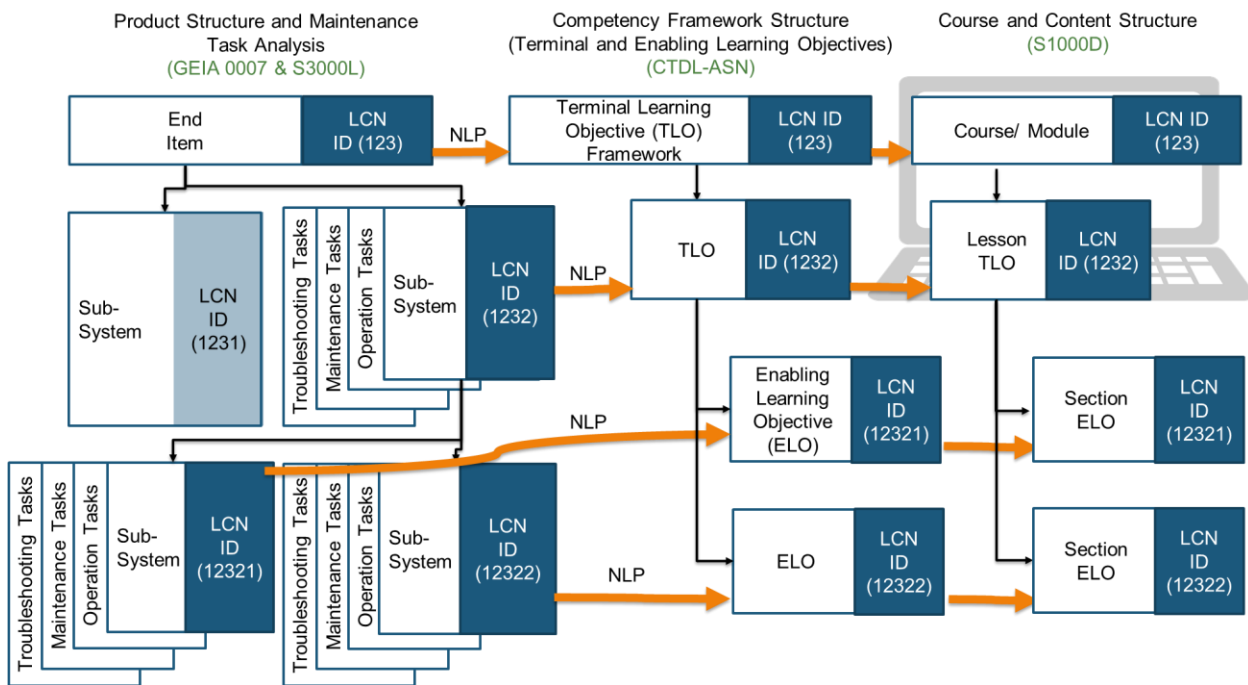 Product Structure and Maintenance
Task Analysis
(GEIA 0007 & S3000L)
Competency Framework Structure
(Terminal and Enabling Learning Objectives)
(CTDL-ASN)
Course and Content Structure
(S1000D)
End
Item
LCN
ID (123)
NLP
Terminal Learning
Objective (TLO)
Framework
LCN ID
(123)
Course/ Module
LCN ID
(123)
Sub-
System
LCN
ID
(1231)
Troubleshooting Tasks
Maintenance Tasks
Operation Tasks
Sub-
System
LCN
ID
(1232)
NLP
TLO
LCN
ID (1232)
Lesson
TLO
LCN
ID (1232)
NLP
Enabling
Learning
Objective
(ELO)
LCN
ID
(12321)
Section
ELO
LCN
ID
(12321)
Troubleshooting Tasks
Maintenance Tasks
Operation Tasks
Sub-
System
LCN
ID
(12321)
Troubleshooting Tasks
Maintenance Tasks
Operation Tasks
Sub-
System
LCN
ID
(12322)
NLP
ELO
LCN
ID
(12322)
Section
ELO
LCN
ID
(12322)